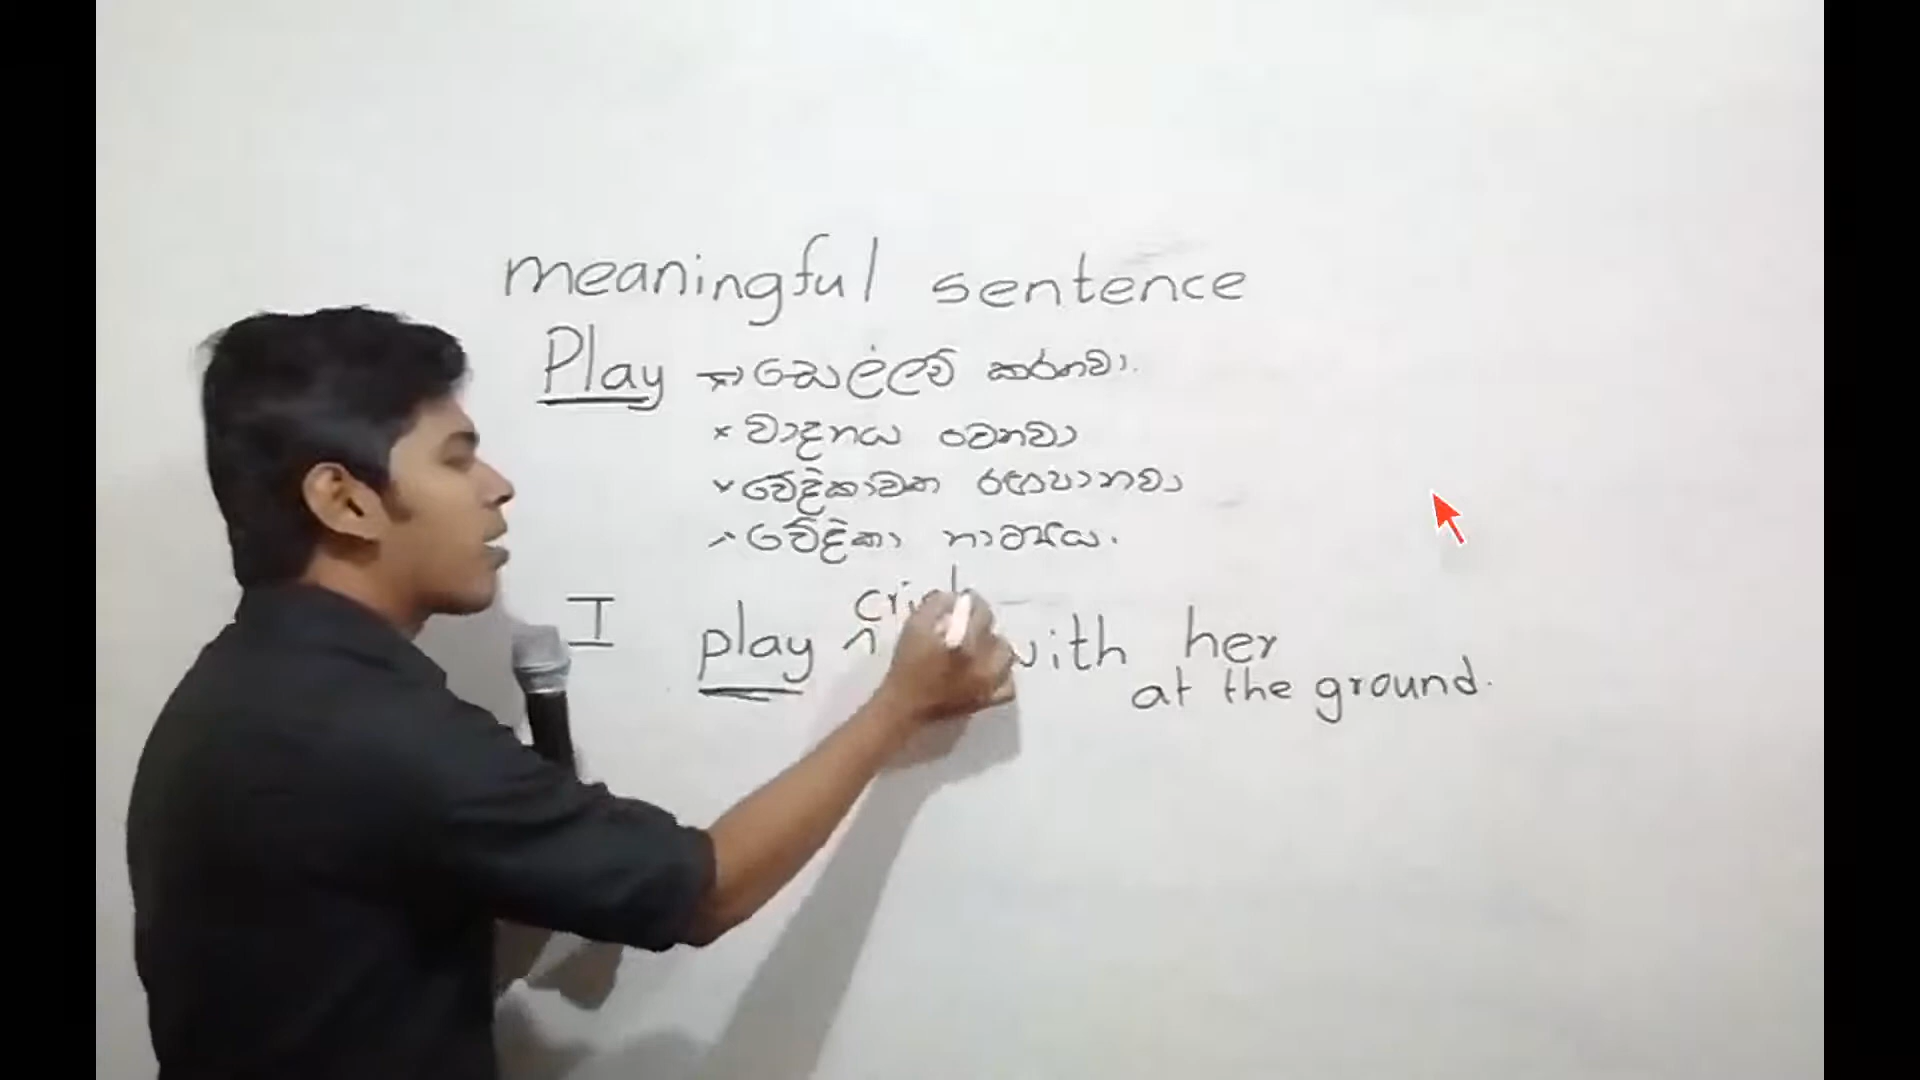 meaningful sentence
Play → සෙල්ලම් කරනවා.
× වාදනය වෙනවා
වේදිකාවක රඟපානවා
වේදිකා නාට්‍යය.
I play ^ with her
at the ground.